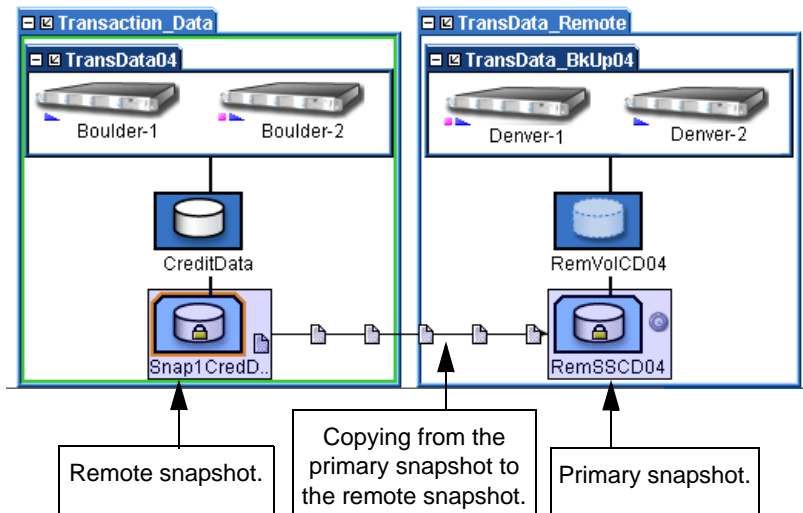 Transaction_Data
TransData_Remote
TransData04
TransData_BkUp04
Boulder-1
Boulder-2
Denver-1
Denver-2
CreditData
RemVolCD04
Snap1CredD..
RemSSCD04
Remote snapshot.
Copying from the
primary snapshot to
the remote snapshot.
Primary snapshot.